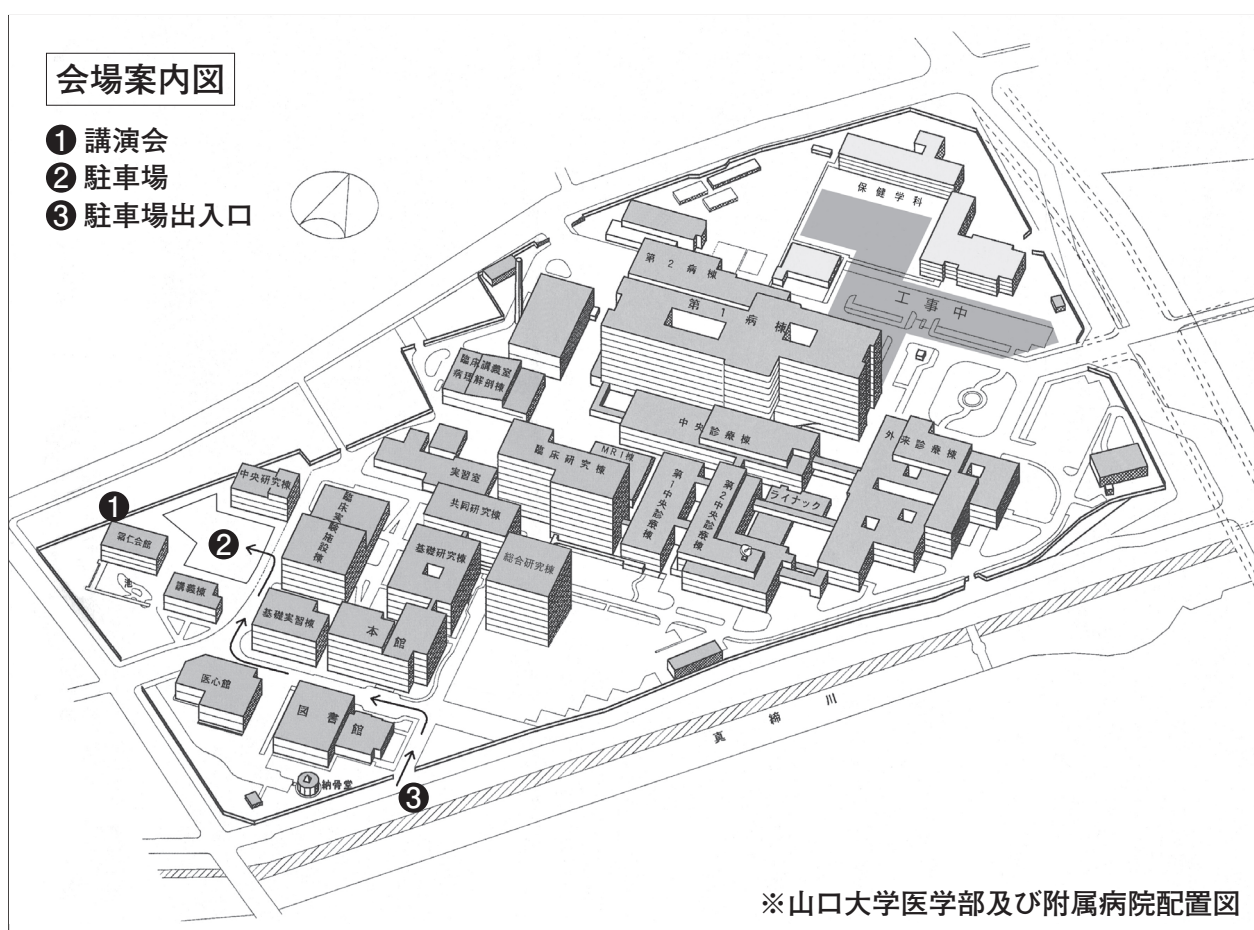 会場案内図
❶ 講演会
❷ 駐車場
❸ 駐車場出入口
保健学科
工事中
第2病棟
第1病棟
臨床講義室
病理解剖棟
中央診療棟
外来診療棟
臨床研究棟
MRI棟
第1中央診療棟
第2中央診療棟
ライナック
実習室
共同研究棟
中央研究棟
臨床実験施設棟
基礎研究棟
総合研究棟
❶
霜仁会館
❷
池
講義棟
基礎実習棟
本館
医心館
図書館
納骨堂
❸
真締川
※山口大学医学部及び附属病院配置図